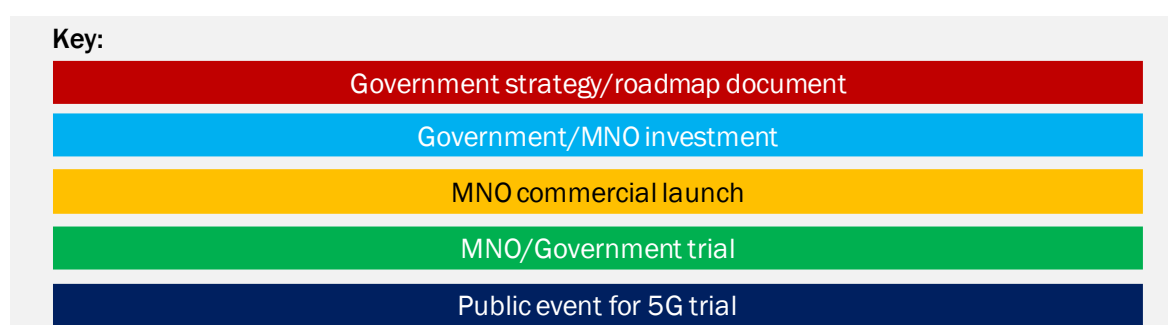 Key:
Government strategy/roadmap document
Government/MNO investment
MNO commercial launch
MNO/Government trial
Public event for 5G trial